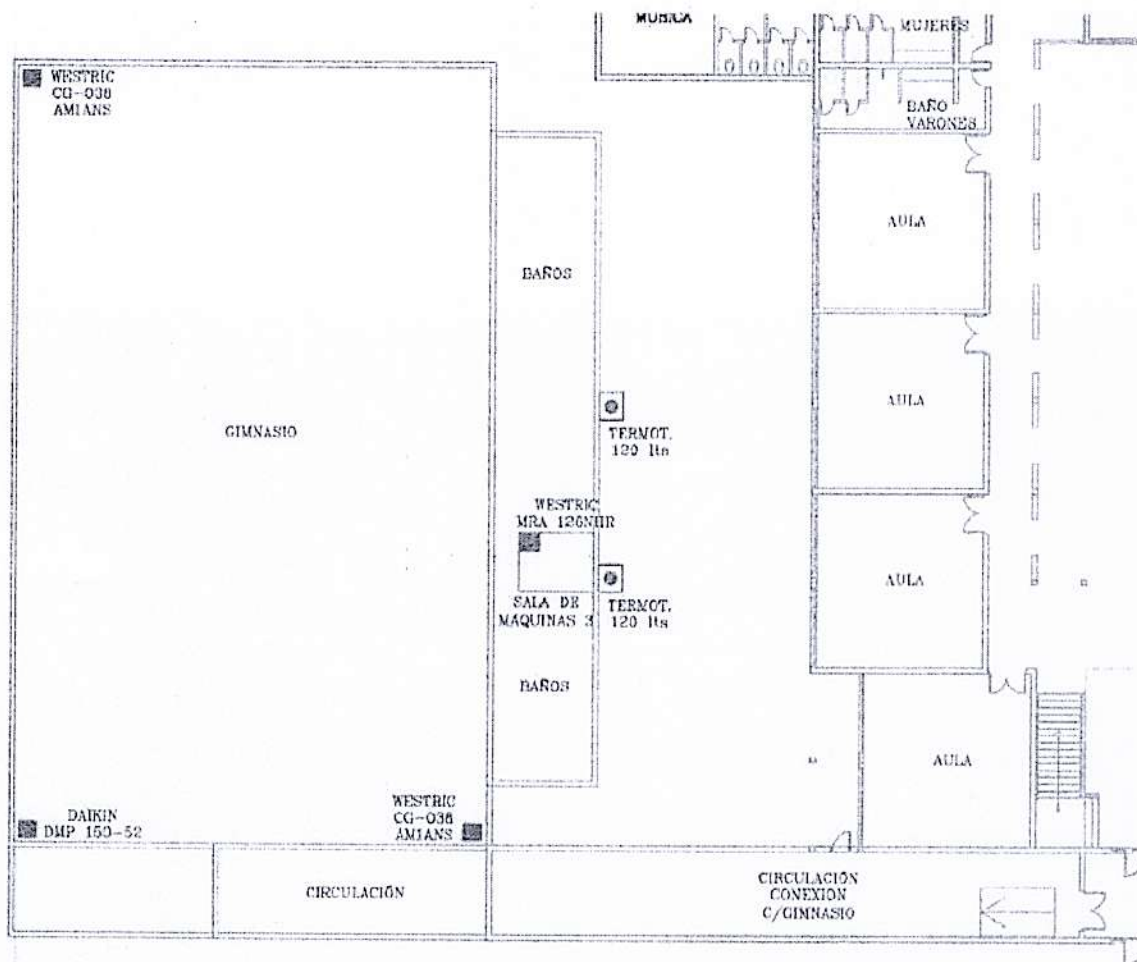 MUSICA
MUJERES
BAÑO
VARONES
WESTRIC
CG-038
AMIANS
AULA
BAÑOS
AULA
GIMNASIO
TERMOT.
120 lts
WESTRIC
MRA 126NHR
AULA
SALA DE
MAQUINAS 3
TERMOT.
120 lts
BAÑOS
AULA
DAIKIN
DMP 150-52
WESTRIC
CG-038
AMIANS
CIRCULACIÓN
CIRCULACIÓN
CONEXION
C/GIMNASIO